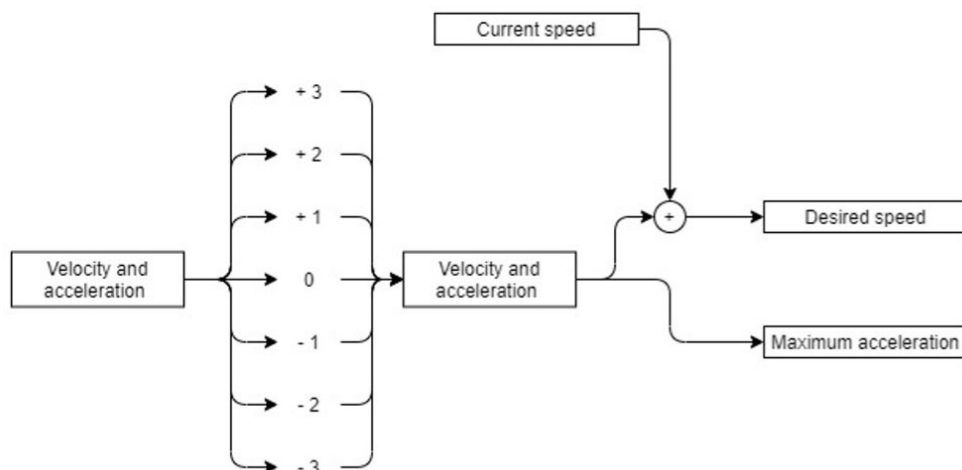 Current speed
+ 3
+ 2
+ 1
+
Desired speed
Velocity and
acceleration
0
Velocity and
acceleration
- 1
Maximum acceleration
- 2
- 3